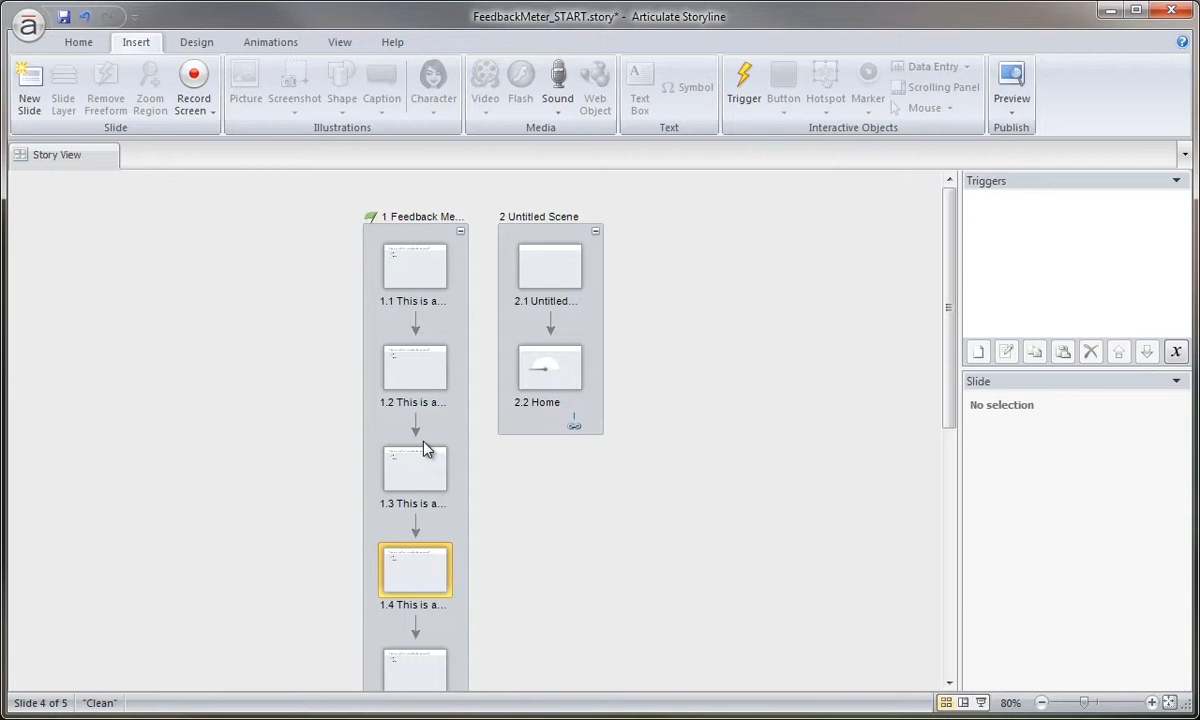 FeedbackMeter_START.story* - Articulate Storyline
Home Insert Design Animations View Help
New Slide
Slide Layer
Remove Freeform
Zoom Region
Record Screen
Slide
Picture
Screenshot
Shape
Caption
Character
Illustrations
Video
Flash
Sound
Web Object
Media
Text Box
Symbol
Text
Trigger
Button
Hotspot
Marker
Data Entry
Scrolling Panel
Mouse
Interactive Objects
Preview
Publish
Story View
1 Feedback Me...
1.1 This is a...
1.2 This is a...
1.3 This is a...
1.4 This is a...
2 Untitled Scene
2.1 Untitled...
2.2 Home
Triggers
x
Slide
No selection
Slide 4 of 5 "Clean"
80%